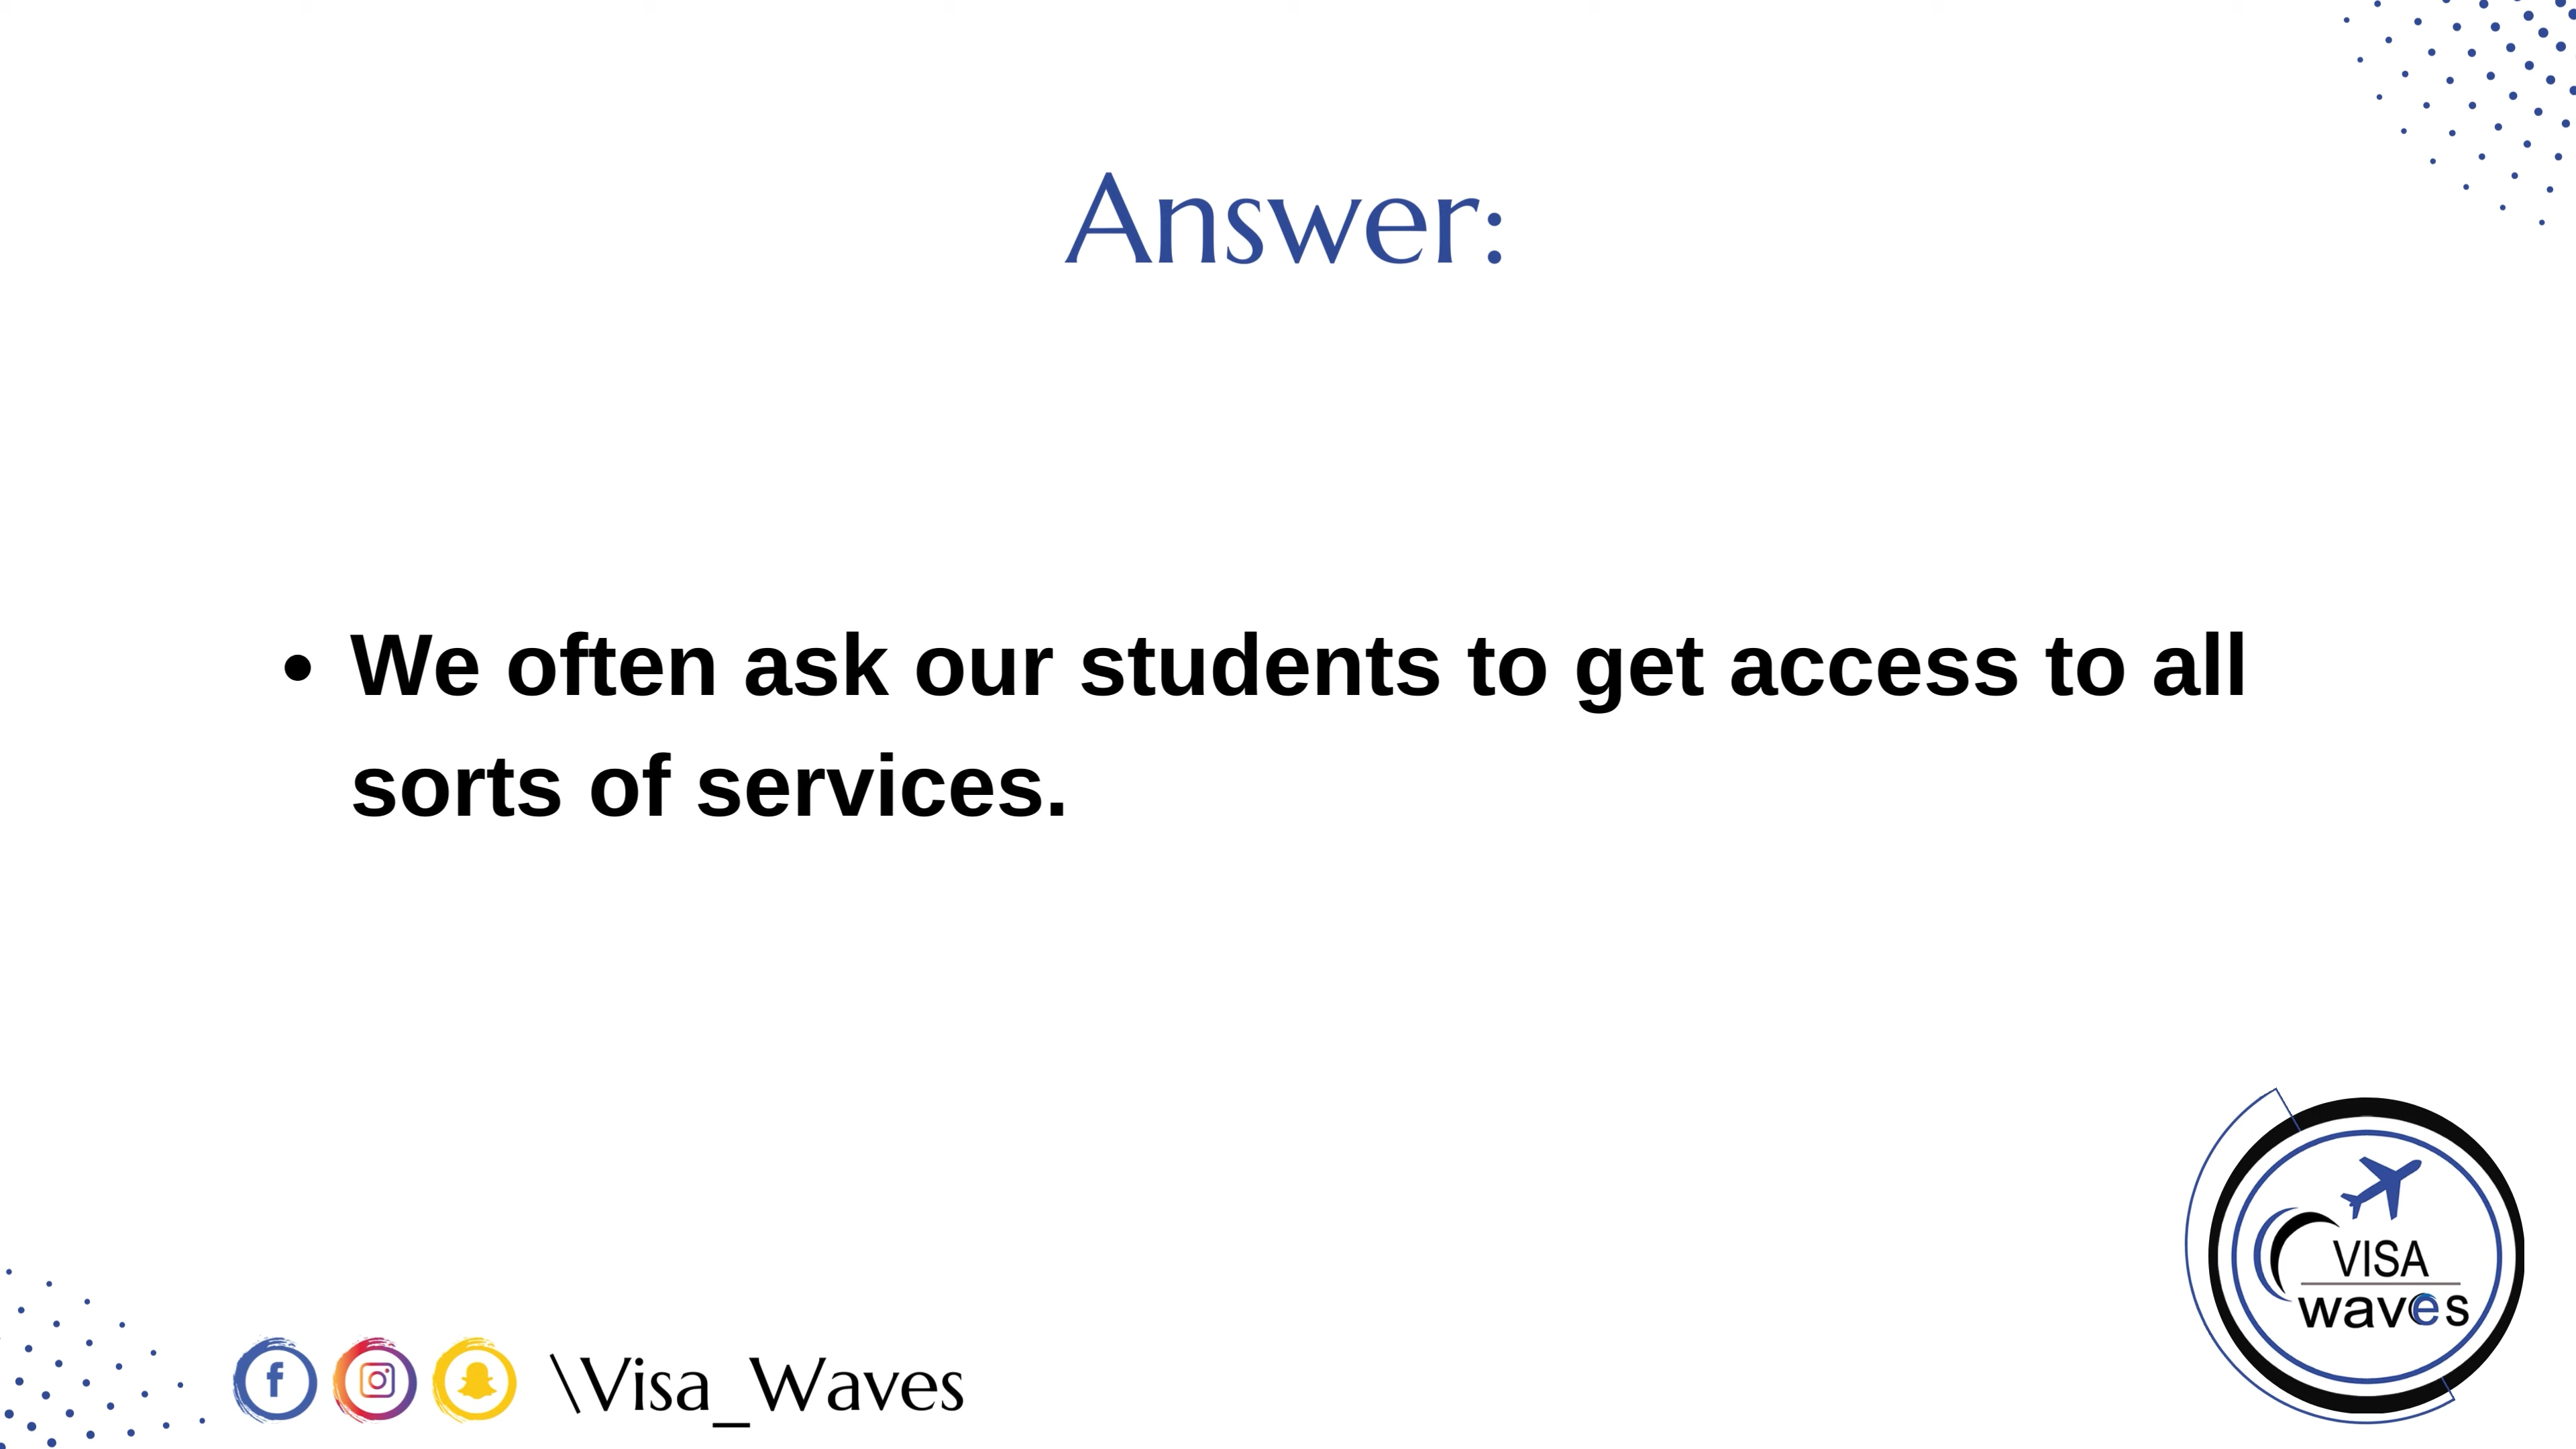 Answer:
• We often ask our students to get access to all
sorts of services.
VISA
waves
\Visa_Waves